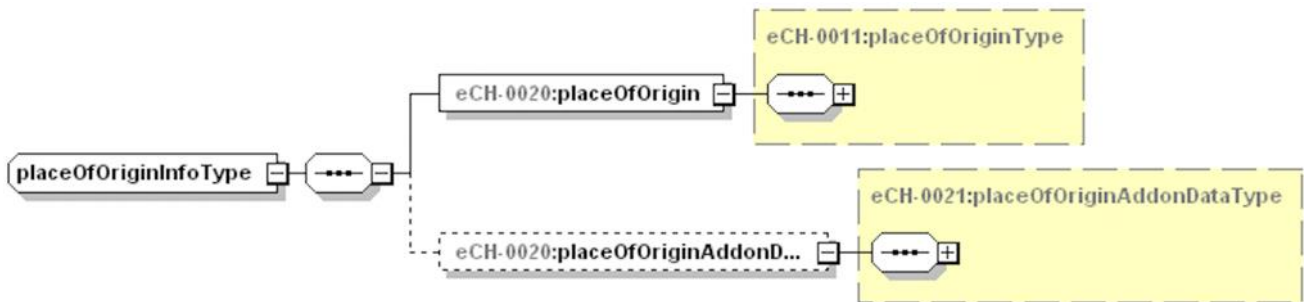 eCH-0011:placeOfOriginType
eCH-0020:placeOfOrigin
placeOfOriginInfoType
eCH-0021:placeOfOriginAddonDataType
eCH-0020:placeOfOriginAddonD...